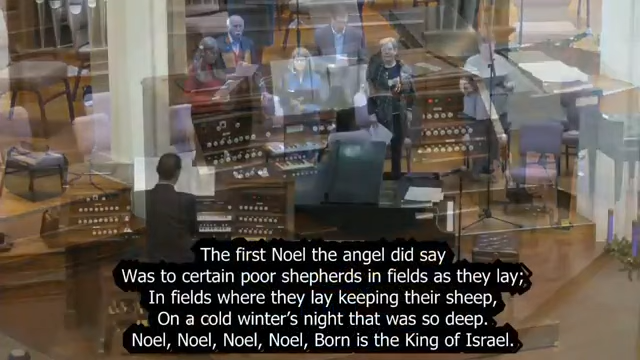 The first Noel the angel did say
Was to certain poor shepherds in fields as they lay;
In fields where they lay keeping their sheep,
On a cold winter's night that was so deep.
Noel, Noel, Noel, Noel, Born is the King of Israel.